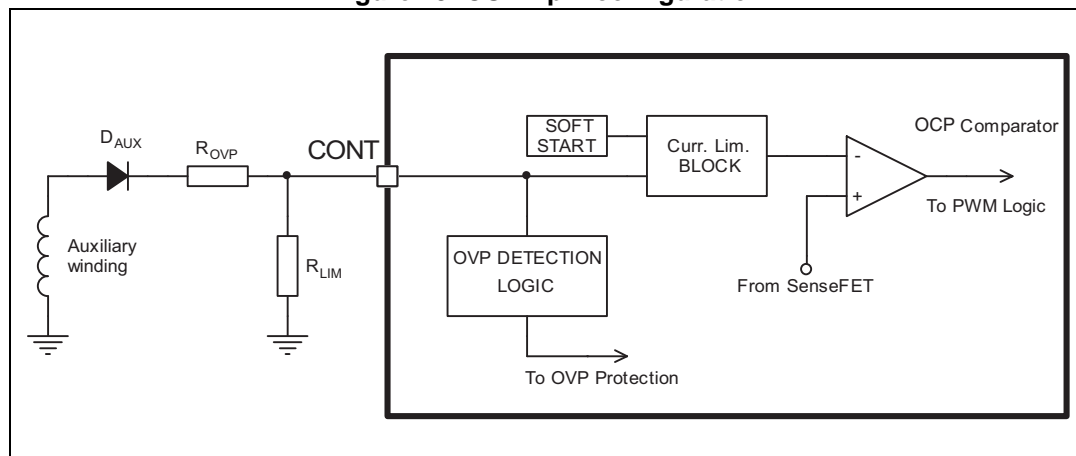 D_AUX
R_OVP
CONT
SOFT
START
Curr. Lim.
BLOCK
OCP Comparator
-
+
To PWM Logic
Auxiliary
winding
R_LIM
OVP DETECTION
LOGIC
From SenseFET
To OVP Protection